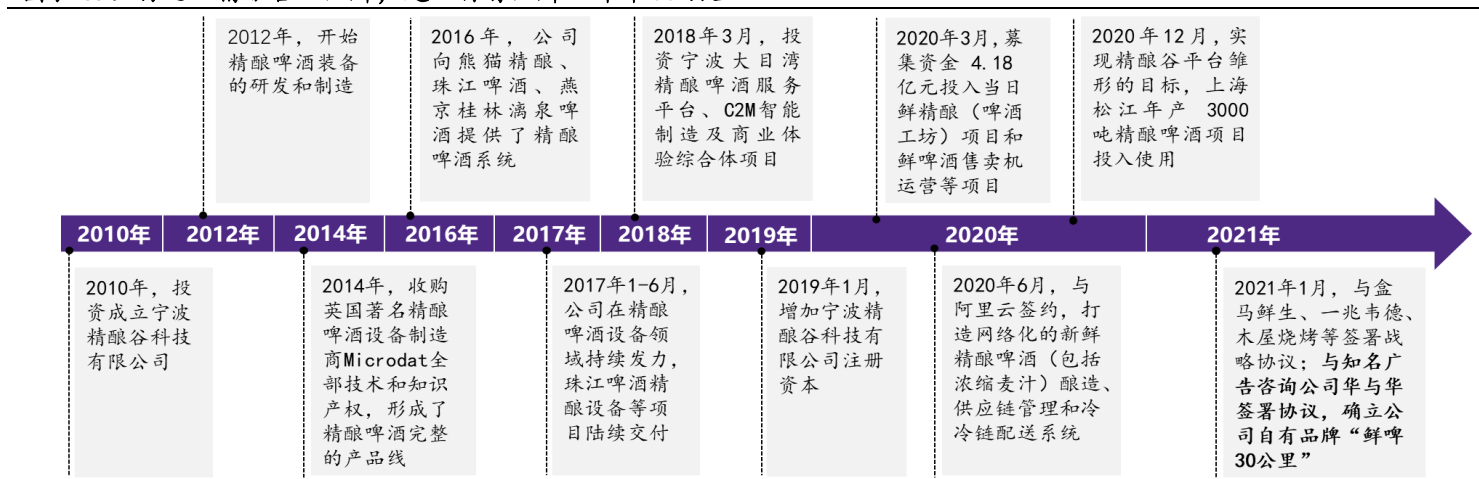 2012年，开始
精酿啤酒装备
的研发和制造
2016年，公司
向熊猫精酿、
珠江啤酒、燕
京桂林漓泉啤
酒提供了精酿
啤酒系统
2018年3月，投
资宁波大目湾
精酿啤酒服务
平台、C2M智能
制造及商业体
验综合体项目
2020年3月,募
集资金 4.18
亿元投入当日
鲜精酿（啤酒
工坊）项目和
鲜啤酒售卖机
运营等项目
2020年12月,实
现精酿谷平台雏
形的目标，上海
松江年产 3000
吨精酿啤酒项目
投入使用
2010年 2012年 2014年 2016年 2017年 2018年 2019年 2020年 2021年
2010年，投
资成立宁波
精酿谷科技
有限公司
2014年，收购
英国著名精酿
啤酒设备制造
商Microdat全
部技术和知识
产权，形成了
精酿啤酒完整
的产品线
2017年1-6月，
公司在精酿
啤酒设备领
域持续发力，
珠江啤酒精
酿设备等项
目陆续交付
2019年1月，
增加宁波精
酿谷科技有
限公司注册
资本
2020年6月，与
阿里云签约，打
造网络化的新鲜
精酿啤酒（包括
浓缩麦汁）酿造、
供应链管理和冷
冷链配送系统
2021年1月，与盒
马鲜生、一兆韦德、
木屋烧烤等签署战
略协议；与知名广
告咨询公司华与华
签署协议，确立公
司自有品牌“鲜啤
30公里”